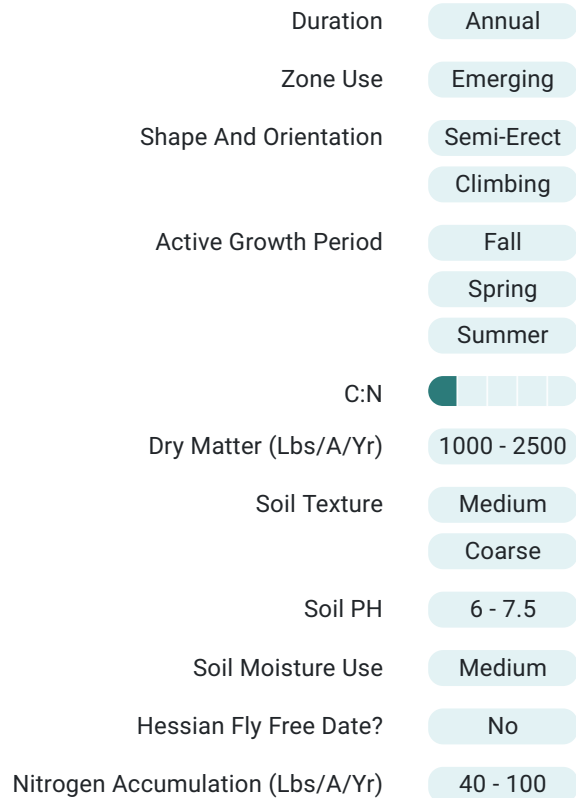 Duration Annual
Zone Use Emerging
Shape And Orientation Semi-Erect
Climbing
Active Growth Period Fall
Spring
Summer
C:N
Dry Matter (Lbs/A/Yr) 1000 - 2500
Soil Texture Medium
Coarse
Soil PH 6 - 7.5
Soil Moisture Use Medium
Hessian Fly Free Date? No
Nitrogen Accumulation (Lbs/A/Yr) 40 - 100